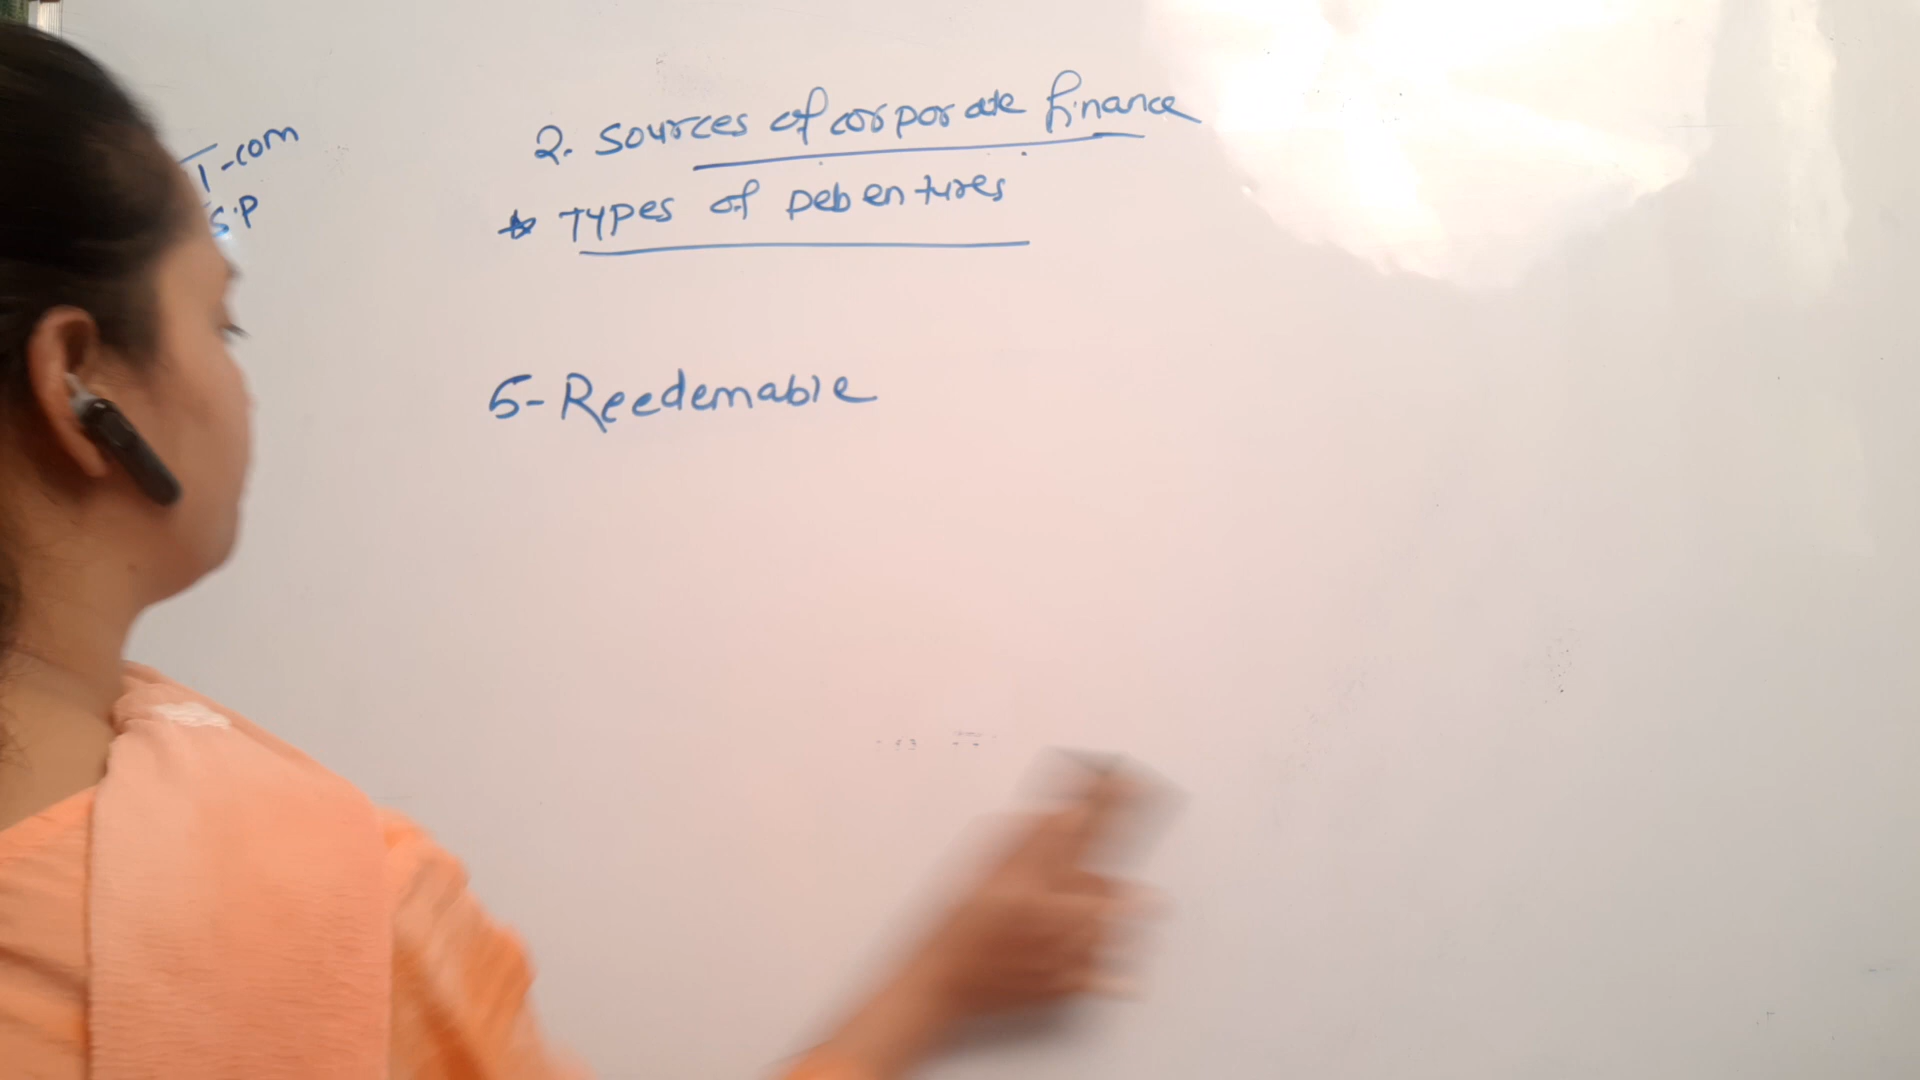 T-com
S.P
2. Sources of corporate finance
* Types of Debentures
5- Reedemable